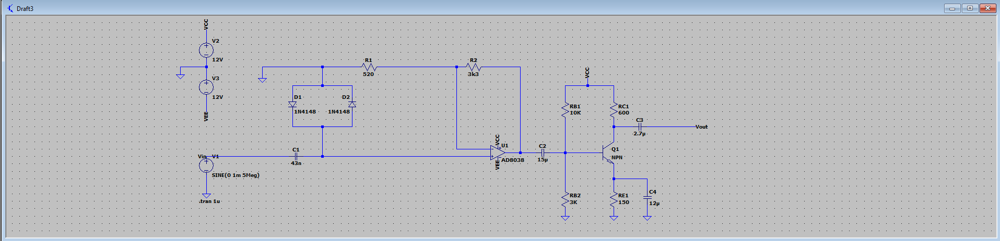 Draft3
VCC
V2
12V
V3
12V
VEE
R1
520
R2
3k3
D1
1N4148
D2
1N4148
Vin
V1
SINE(0 1m 5Meg)
.tran 1u
C1
43n
VCC
U1
AD8038
VEE
C2
15µ
VCC
RB1
10K
RC1
600
C3
2.7µ
Vout
Q1
NPN
RB2
3K
RE1
150
C4
12µ